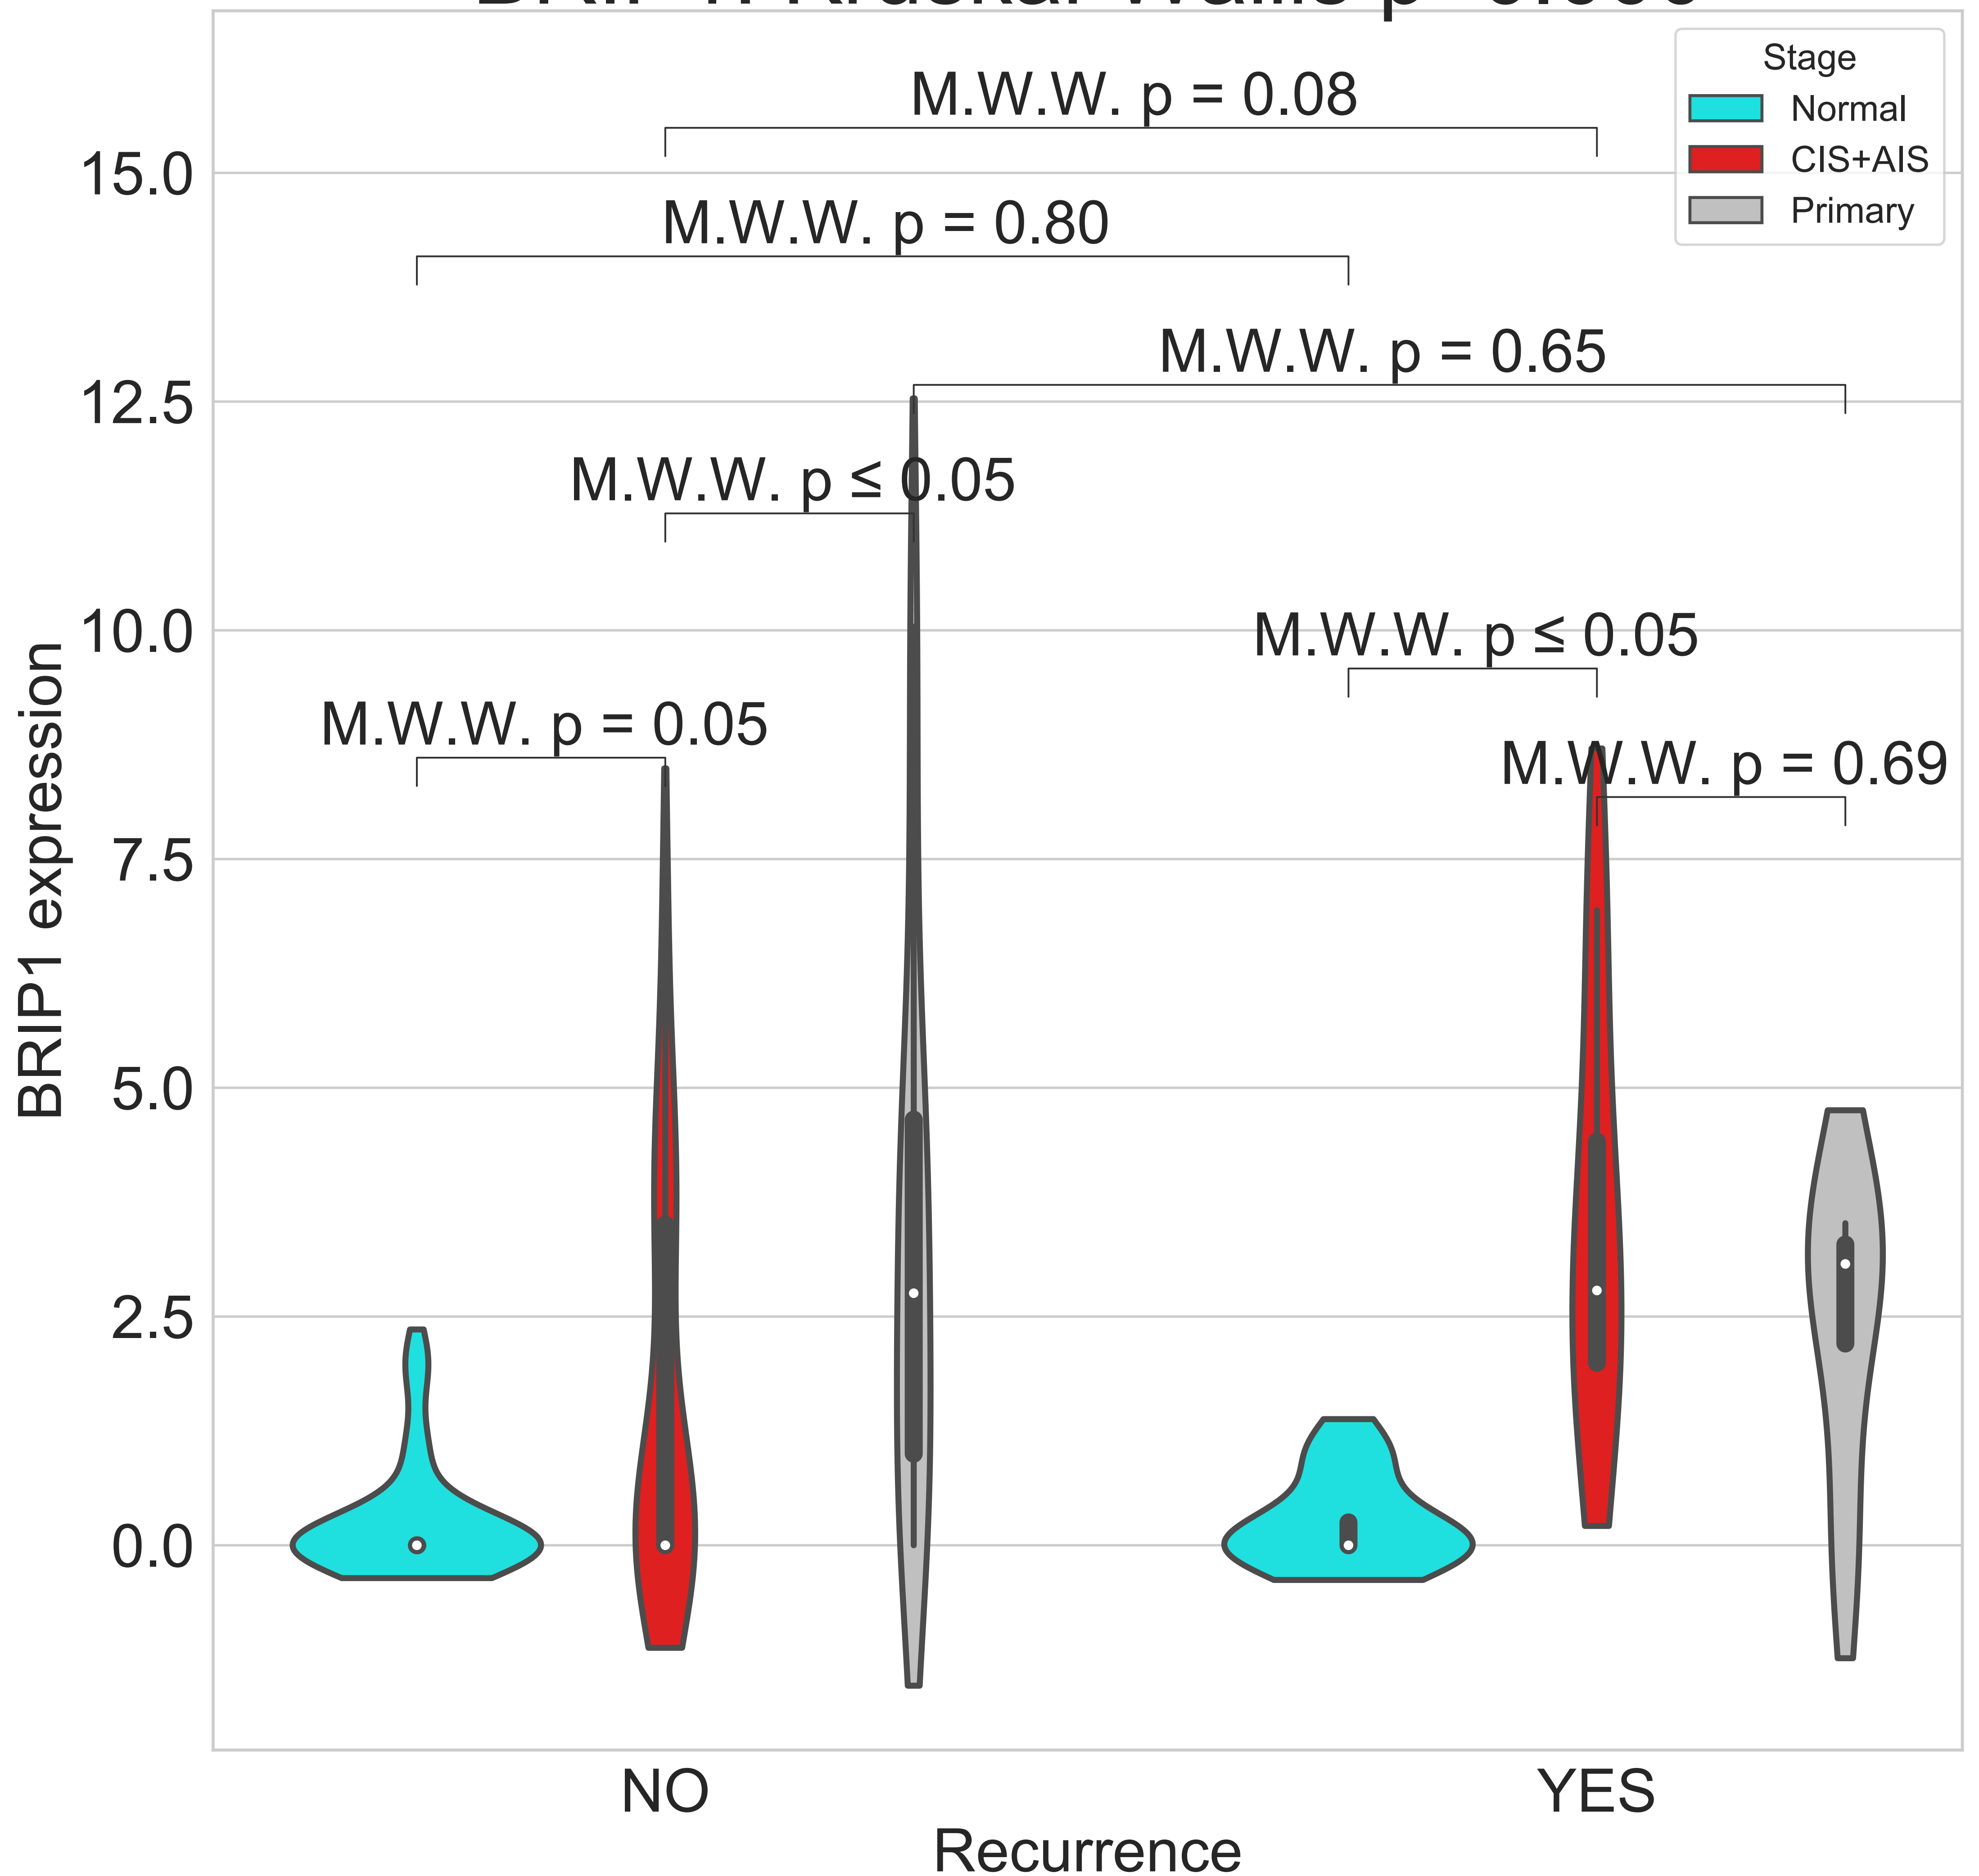 Stage
Normal
CIS+AIS
Primary
M.W.W. p = 0.08
M.W.W. p = 0.80
M.W.W. p = 0.65
M.W.W. p ≤ 0.05
M.W.W. p ≤ 0.05
M.W.W. p = 0.05
M.W.W. p = 0.69
15.0
12.5
10.0
7.5
5.0
2.5
0.0
BRIP1 expression
NO
YES
Recurrence